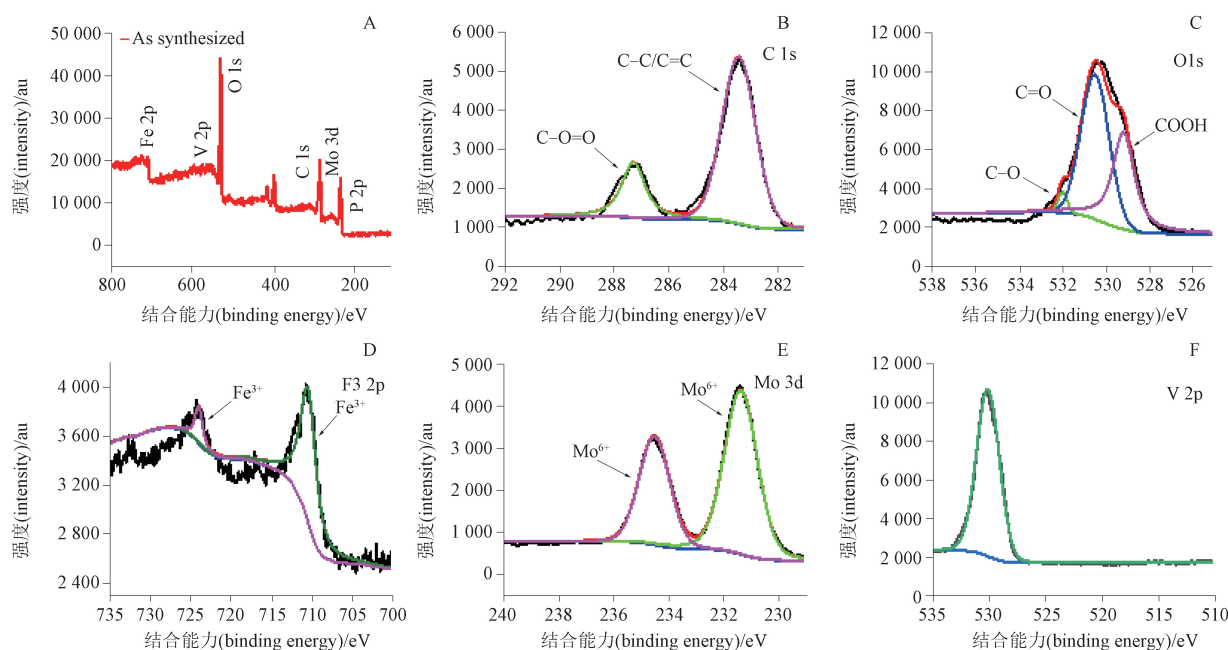 A
As synthesized
50 000
40 000
30 000
20 000
10 000
0
Fe 2p
V 2p
O 1s
C 1s
Mo 3d
P 2p
800
600
400
200
强度(intensity)/au
结合能力(binding energy)/eV
B
C 1s
C–C/C=C
C–O=O
6 000
5 000
4 000
3 000
2 000
1 000
0
292
290
288
286
284
282
强度(intensity)/au
结合能力(binding energy)/eV
C
O1s
C=O
COOH
C–O
12 000
10 000
8 000
6 000
4 000
2 000
0
538
536
534
532
530
528
526
强度(intensity)/au
结合能力(binding energy)/eV
D
F3 2p
Fe³⁺
Fe³⁺
4 000
3 600
3 200
2 800
2 400
735
725
720
715
710
705
700
强度(intensity)/au
结合能力(binding energy)/eV
E
Mo 3d
Mo⁶⁺
Mo⁶⁺
5 000
4 000
3 000
2 000
1 000
0
240
236
234
232
230
强度(intensity)/au
结合能力(binding energy)/eV
F
V 2p
12 000
10 000
8 000
6 000
4 000
2 000
0
535
530
525
520
515
510
强度(intensity)/au
结合能力(binding energy)/eV